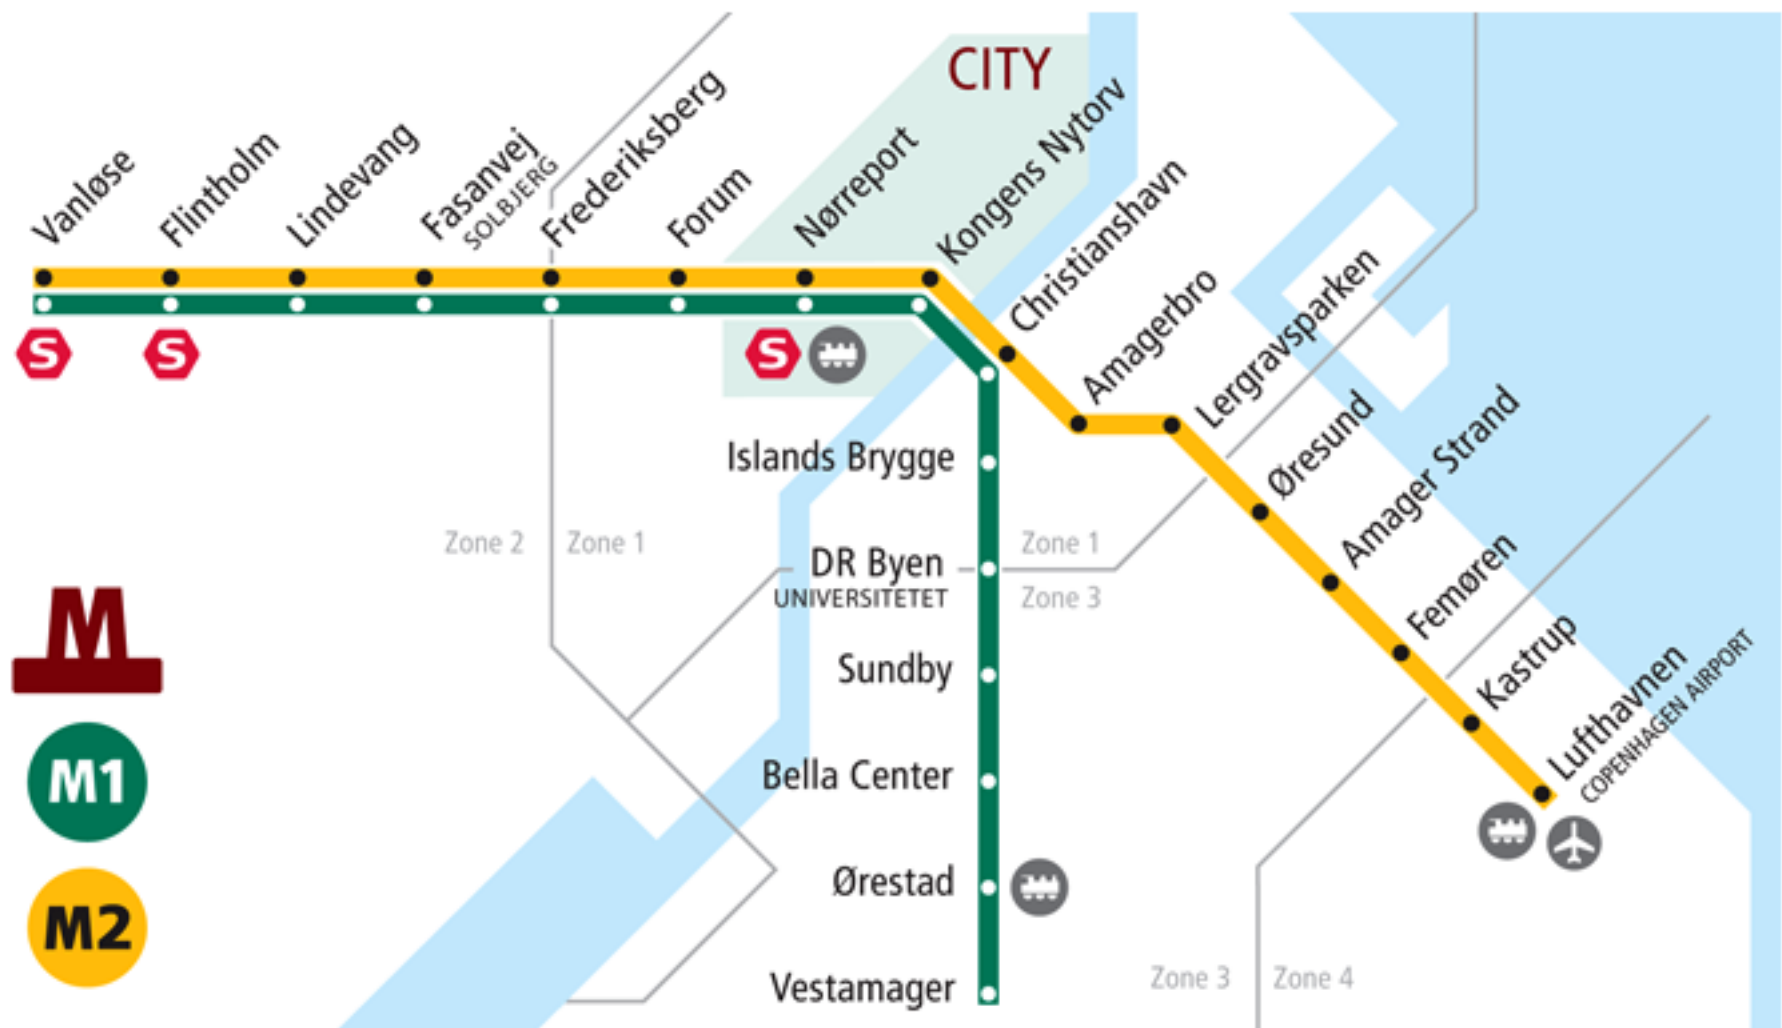 CITY
Vanløse
Flintholm
Lindevang
Fasanvej
SOLBJERG
Frederiksberg
Forum
Nørreport
Kongens Nytorv
Christianshavn
Amagerbro
Lergravsparken
Øresund
Amager Strand
Femøren
Kastrup
Lufthavnen
COPENHAGEN AIRPORT
S
S
S
Islands Brygge
Zone 2
Zone 1
DR Byen
UNIVERSITETET
Zone 1
Zone 3
Sundby
Bella Center
Ørestad
Vestamager
Zone 3
Zone 4
M
M1
M2